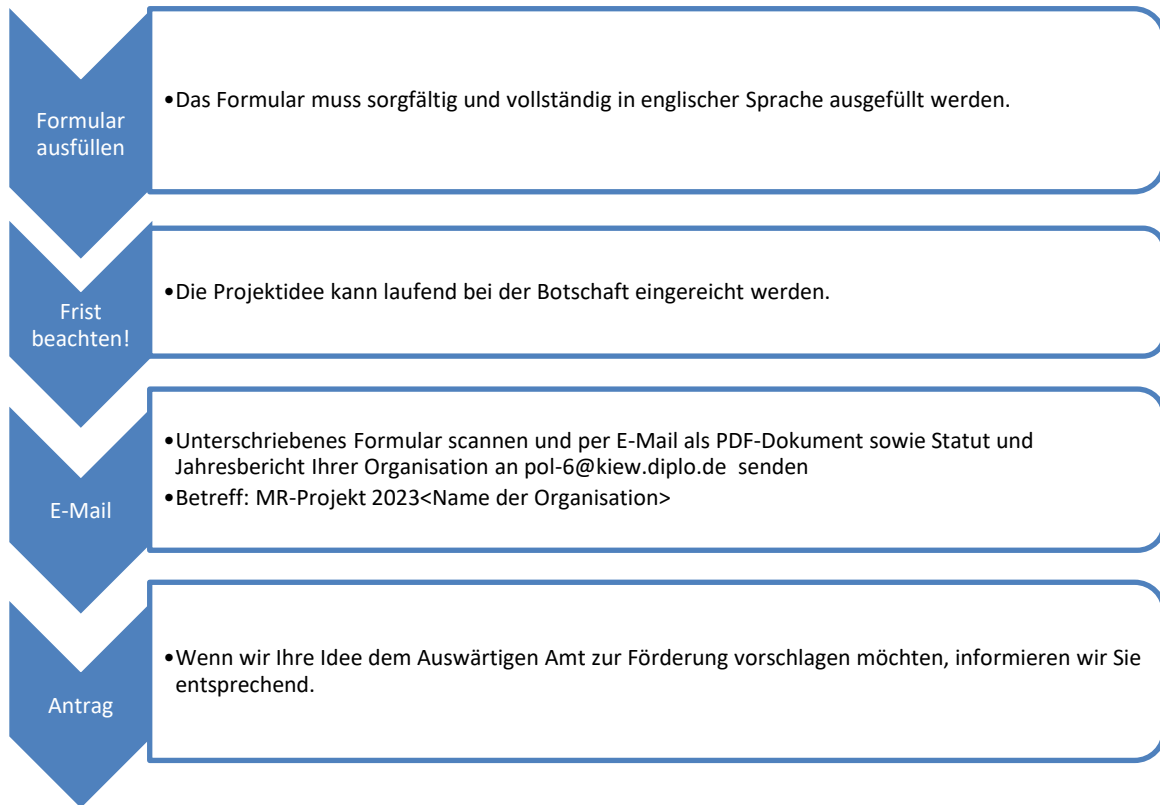 Formular
ausfüllen
•Das Formular muss sorgfältig und vollständig in englischer Sprache ausgefüllt werden.
Frist
beachten!
•Die Projektidee kann laufend bei der Botschaft eingereicht werden.
E-Mail
•Unterschriebenes Formular scannen und per E-Mail als PDF-Dokument sowie Statut und
Jahresbericht Ihrer Organisation an pol-6@kiew.diplo.de senden
•Betreff: MR-Projekt 2023<Name der Organisation>
Antrag
•Wenn wir Ihre Idee dem Auswärtigen Amt zur Förderung vorschlagen möchten, informieren wir Sie
entsprechend.